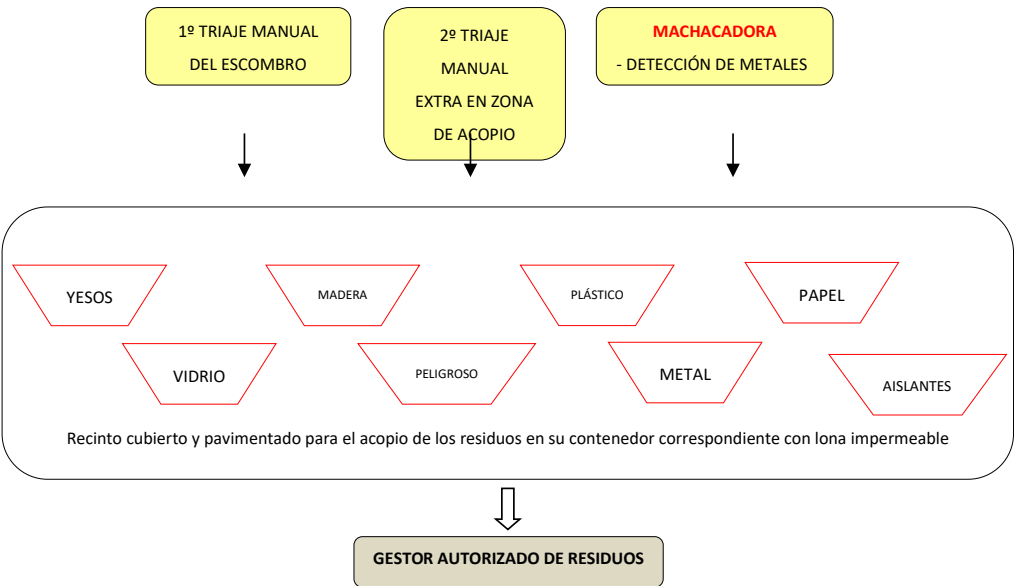 1º TRIAJE MANUAL
DEL ESCOMBRO
2º TRIAJE
MANUAL
EXTRA EN ZONA
DE ACOPIO
MACHACADORA
- DETECCIÓN DE METALES
YESOS
MADERA
PLÁSTICO
PAPEL
VIDRIO
PELIGROSO
METAL
AISLANTES
Recinto cubierto y pavimentado para el acopio de los residuos en su contenedor correspondiente con lona impermeable
GESTOR AUTORIZADO DE RESIDUOS